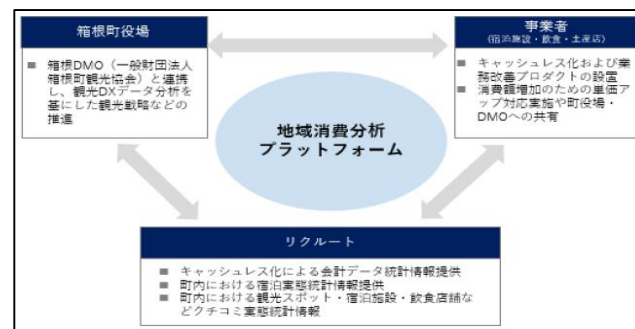 箱根町役場
■ 箱根DMO（一般財団法人
箱根町観光協会）と連携
し、観光DXデータ分析を
基にした観光戦略などの
推進
事業者
（宿泊施設・飲食・土産店）
■ キャッシュレス化および業
務改善プロダクトの設置
■ 消費額増加のための単価ア
ップ対応実施や町役場・
DMOへの共有
地域消費分析
プラットフォーム
リクルート
■ キャッシュレス化による会計データ統計情報提供
■ 町内における宿泊実態統計情報提供
■ 町内における観光スポット・宿泊施設・飲食店舗な
どクチコミ実態統計情報